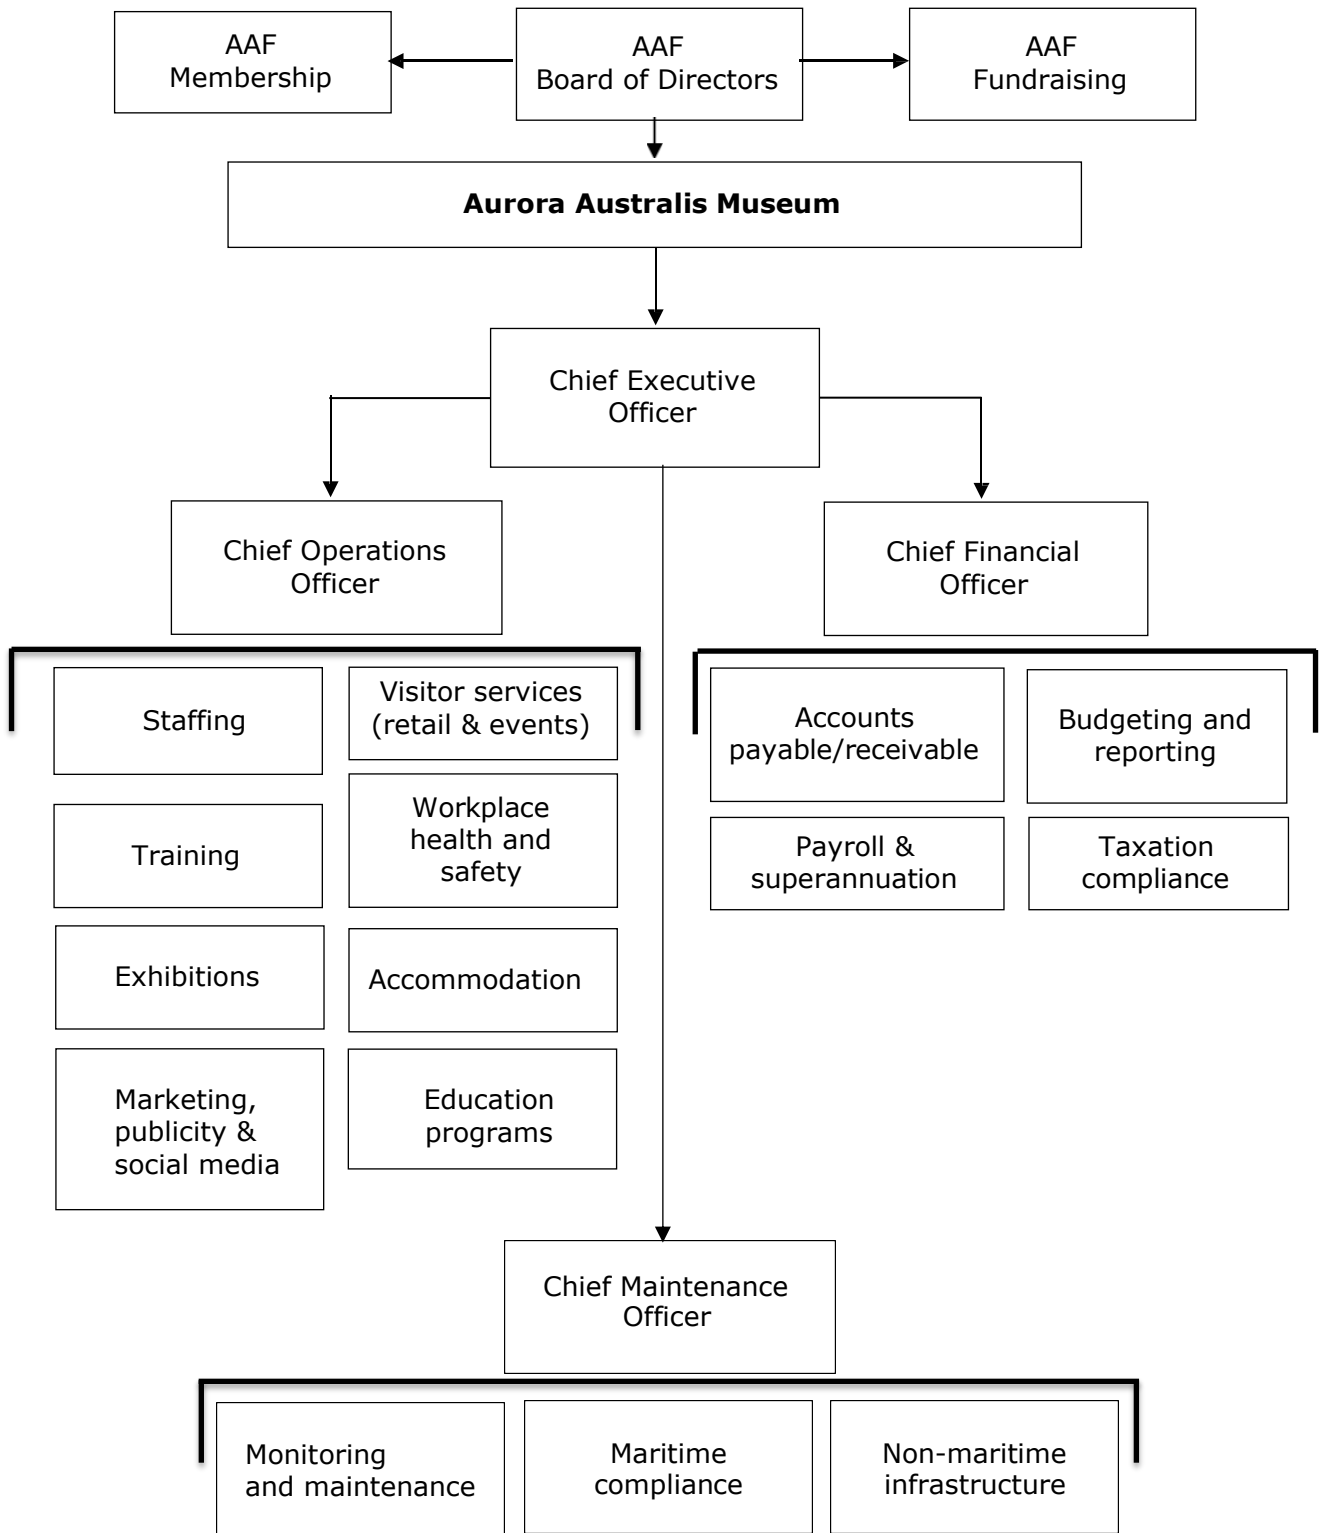 AAF
Membership
AAF
Board of Directors
AAF
Fundraising
Aurora Australis Museum
Chief Executive
Officer
Chief Operations
Officer
Chief Financial
Officer
Staffing
Visitor services
(retail & events)
Training
Workplace
health and
safety
Exhibitions
Accommodation
Marketing,
publicity &
social media
Education
programs
Accounts
payable/receivable
Budgeting and
reporting
Payroll &
superannuation
Taxation
compliance
Chief Maintenance
Officer
Monitoring
and maintenance
Maritime
compliance
Non-maritime
infrastructure